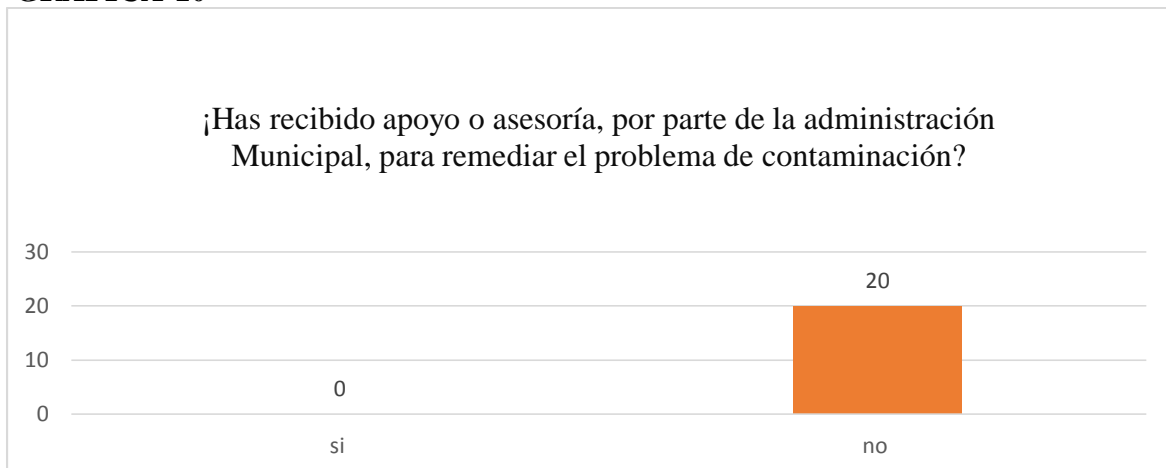 ¡Has recibido apoyo o asesoría, por parte de la administración
Municipal, para remediar el problema de contaminación?
30
20
10
0
0
20
si
no